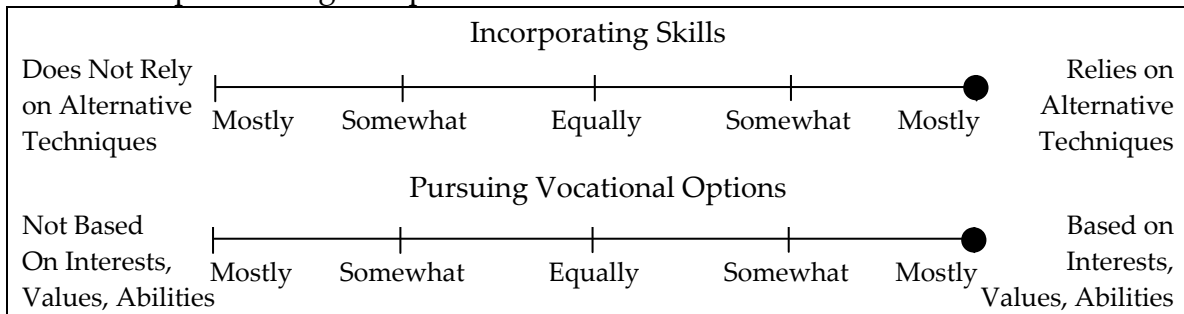 Incorporating Skills
Does Not Rely
on Alternative
Techniques
Mostly Somewhat Equally Somewhat Mostly
Relies on
Alternative
Techniques
Pursuing Vocational Options
Not Based
On Interests,
Values, Abilities
Mostly Somewhat Equally Somewhat Mostly
Based on
Interests,
Values, Abilities